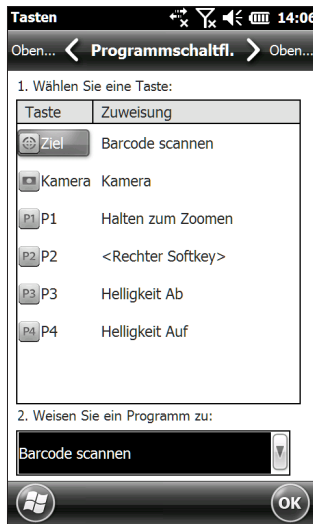 Tasten 14:06
Oben... Programmschaltfl. Oben...
1. Wählen Sie eine Taste:
Taste Zuweisung
Ziel Barcode scannen
Kamera Kamera
P1 P1 Halten zum Zoomen
P2 P2 <Rechter Softkey>
P3 P3 Helligkeit Ab
P4 P4 Helligkeit Auf
2. Weisen Sie ein Programm zu:
Barcode scannen
OK